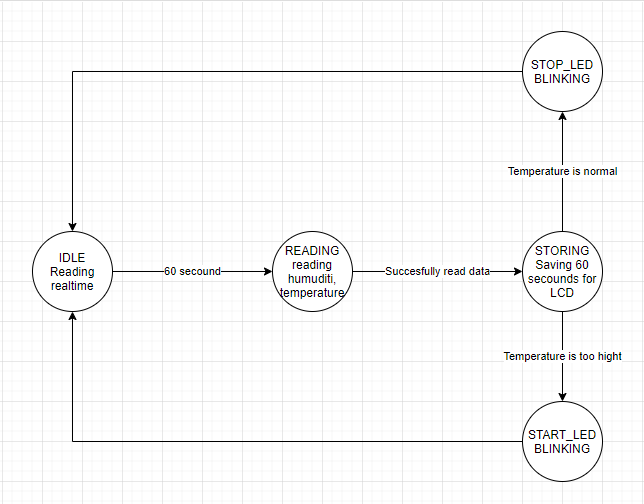 STOP_LED
BLINKING
Temperature is normal
IDLE
Reading
realtime
60 secound
READING
reading
humuditi,
temperature
Succesfully read data
STORING
Saving 60
secounds for
LCD
Temperature is too hight
START_LED
BLINKING